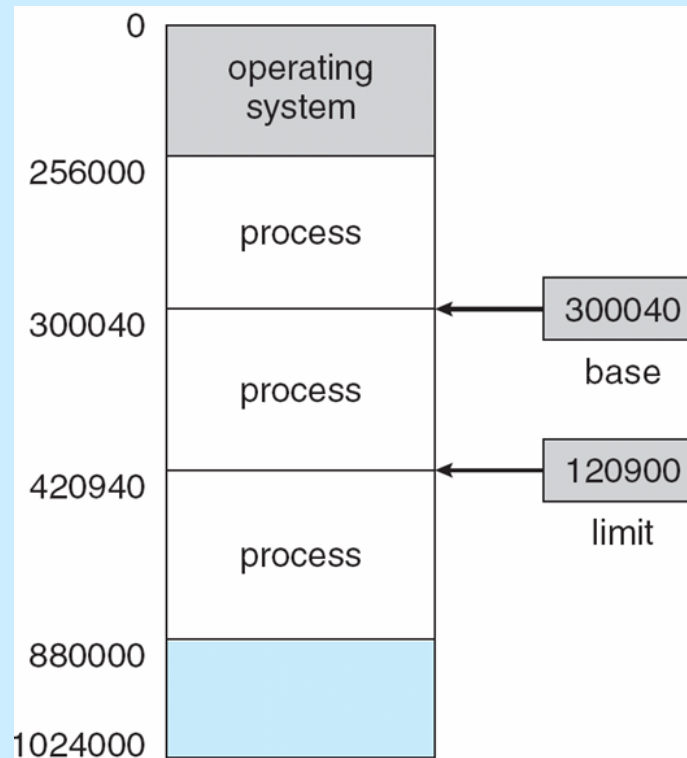 0
operating
system
256000
process
300040
300040
base
process
120900
420940
limit
process
880000
1024000